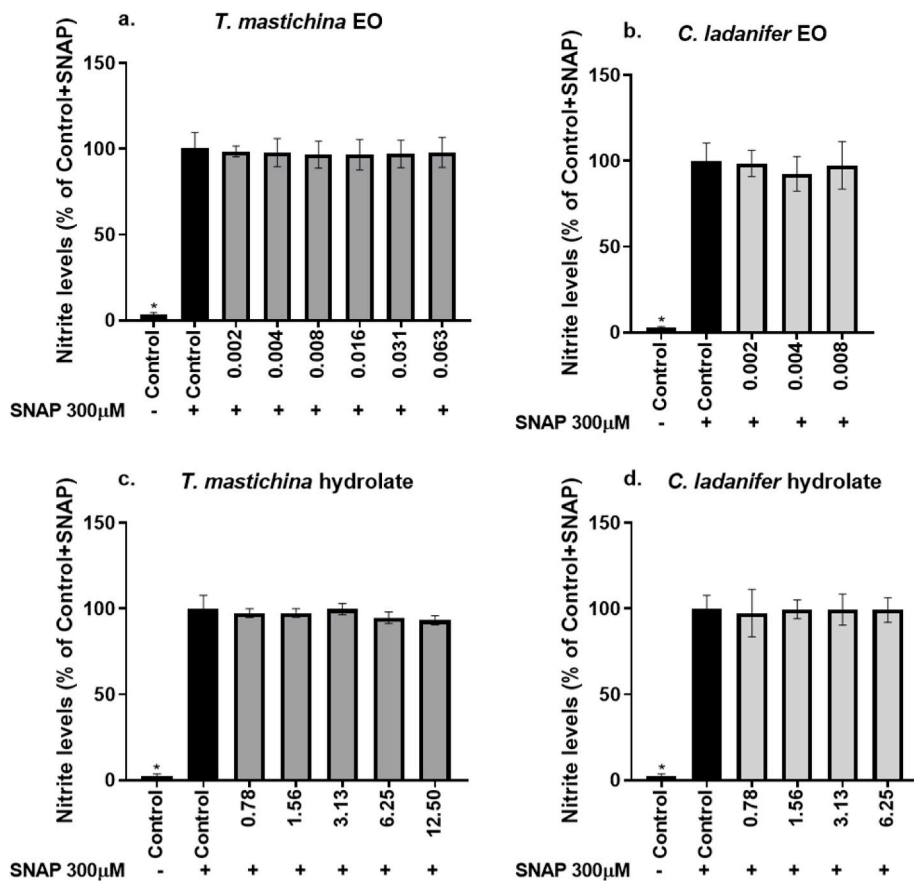 a. T. mastichina EO
Nitrite levels (% of Control+SNAP)
150
100
50
0
*
Control
Control
0.002
0.004
0.008
0.016
0.031
0.063
SNAP 300μM - + + + + + + +
b. C. ladanifer EO
Nitrite levels (% of Control+SNAP)
150
100
50
0
*
Control
Control
0.002
0.004
0.008
SNAP 300μM - + + + +
c. T. mastichina hydrolate
Nitrite levels (% of Control+SNAP)
150
100
50
0
*
Control
Control
0.78
1.56
3.13
6.25
12.50
SNAP 300μM - + + + + + +
d. C. ladanifer hydrolate
Nitrite levels (% of Control+SNAP)
150
100
50
0
*
Control
Control
0.78
1.56
3.13
6.25
SNAP 300μM - + + + + +